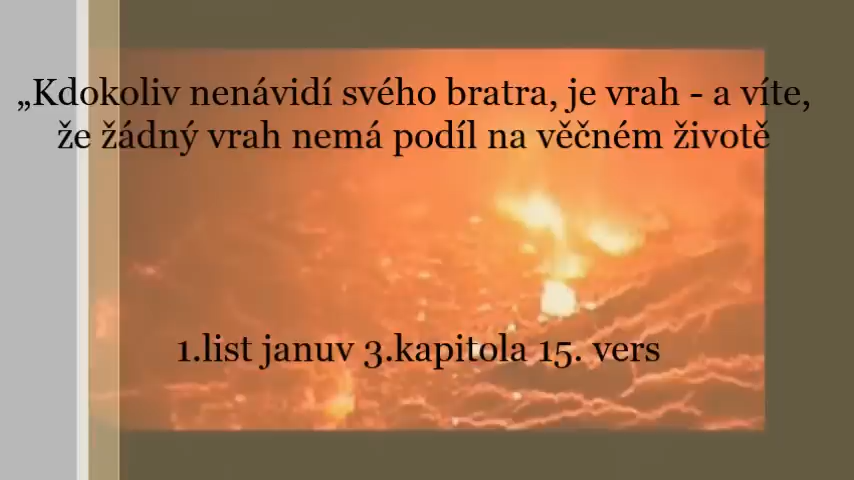 „Kdokoliv nenávidí svého bratra, je vrah - a víte,
že žádný vrah nemá podíl na věčném životě
1.list januv 3.kapitola 15. vers